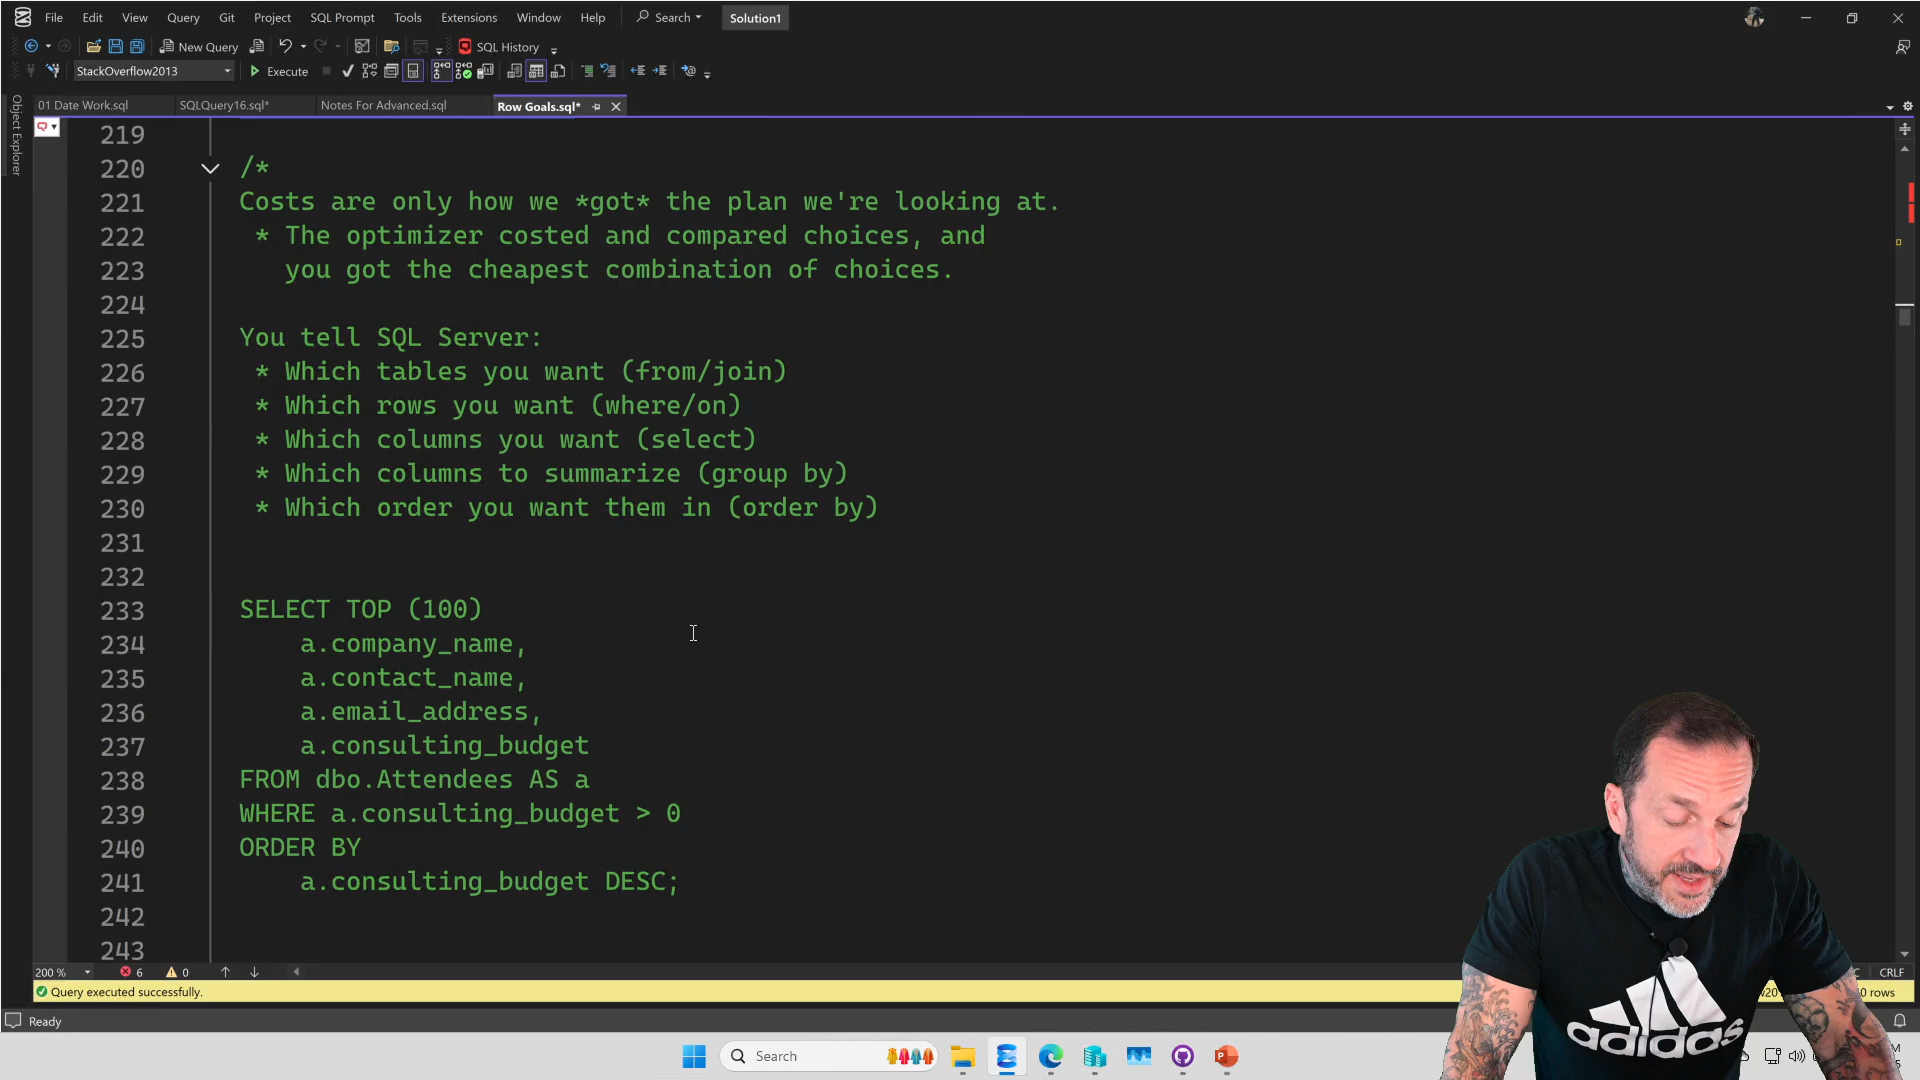 File Edit View Query Git Project SQL Prompt Tools Extensions Window Help Search Solution1
New Query SQL History
StackOverflow2013 Execute
01 Date Work.sql SQLQuery16.sql* Notes For Advanced.sql Row Goals.sql*
Object Explorer
219
220 /*
221 Costs are only how we *got* the plan we're looking at.
222 * The optimizer costed and compared choices, and
223 you got the cheapest combination of choices.
224
225 You tell SQL Server:
226 * Which tables you want (from/join)
227 * Which rows you want (where/on)
228 * Which columns you want (select)
229 * Which columns to summarize (group by)
230 * Which order you want them in (order by)
231
232
233 SELECT TOP (100)
234 a.company_name,
235 a.contact_name,
236 a.email_address,
237 a.consulting_budget
238 FROM dbo.Attendees AS a
239 WHERE a.consulting_budget > 0
240 ORDER BY
241 a.consulting_budget DESC;
242
243
200 % 6 0 CRLF
Query executed successfully. rows
Ready
Search
adidas